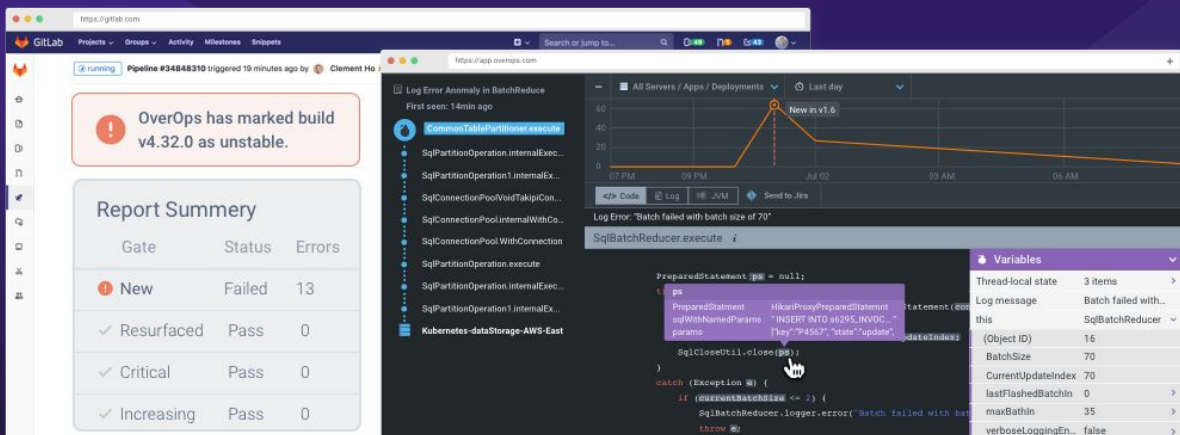 https://gitlab.com
GitLab Projects Groups Activity Milestones Snippets Search or jump to... 48 43
running Pipeline #34848310 triggered 19 minutes ago by Clement Ho
OverOps has marked build
v4.32.0 as unstable.
Report Summery
Gate Status Errors
New Failed 13
Resurfaced Pass 0
Critical Pass 0
Increasing Pass 0
https://app.overops.com
Log Error Anomaly in BatchReduce
First seen: 14min ago
CommonTablePartitioner.execute
SqlPartitionOperation.internalExec...
SqlPartitionOperation1.internalEx...
SqlConnectionPoolVoidTakipiCon...
SqlConnectionPool.internalWithCo...
SqlConnectionPool.WithConnection
SqlPartitionOperation.execute
SqlPartitionOperation.internalExec...
SqlPartitionOperation1.internalEx...
Kubernetes-dataStorage-AWS-East
All Servers / Apps / Deployments Last day
60
40
20
0
New in v1.6
07 PM 09 PM Jul 02 03 AM 06 AM
</> Code Log JVM Send to Jira
Log Error: "Batch failed with batch size of 70"
SqlBatchReducer.execute i
PreparedStatement ps = null;
ps
PreparedStatment HikariProxyPreparedStatemnt
sqlWithNamedParams "INSERT INTO s6295_INVOC... "
params ["key":"P4567", "state":"update",
Statement(con
dateIndex;
SqlCloseUtil.close(ps);
}
catch (Exception e) {
if (currentBatchSize <= 2) {
SqlBatchReducer.logger.error("Batch failed with bat
throw e;
Variables
Thread-local state 3 items
Log message Batch failed with...
this SqlBatchReducer
(Object ID) 16
BatchSize 70
CurrentUpdateIndex 70
lastFlashedBatchIn 0
maxBathIn 35
verboseLoggingEn... false